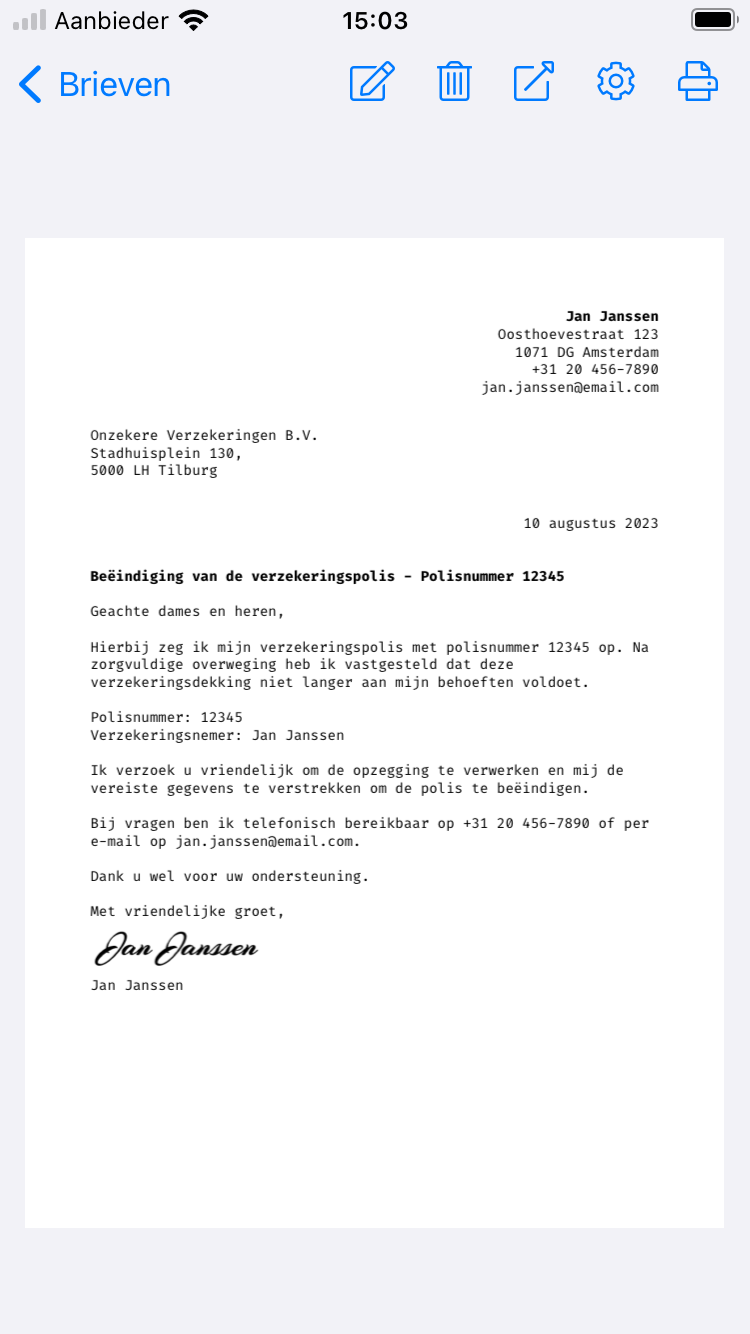 Aanbieder 15:03
Brieven
Jan Janssen
Oosthoevestraat 123
1071 DG Amsterdam
+31 20 456-7890
jan.janssen@email.com
Onzekere Verzekeringen B.V.
Stadhuisplein 130,
5000 LH Tilburg
10 augustus 2023
Beëindiging van de verzekeringspolis - Polisnummer 12345
Geachte dames en heren,
Hierbij zeg ik mijn verzekeringspolis met polisnummer 12345 op. Na
zorgvuldige overweging heb ik vastgesteld dat deze
verzekeringsdekking niet langer aan mijn behoeften voldoet.
Polisnummer: 12345
Verzekeringsnemer: Jan Janssen
Ik verzoek u vriendelijk om de opzegging te verwerken en mij de
vereiste gegevens te verstrekken om de polis te beëindigen.
Bij vragen ben ik telefonisch bereikbaar op +31 20 456-7890 of per
e-mail op jan.janssen@email.com.
Dank u wel voor uw ondersteuning.
Met vriendelijke groet,
Jan Janssen
Jan Janssen